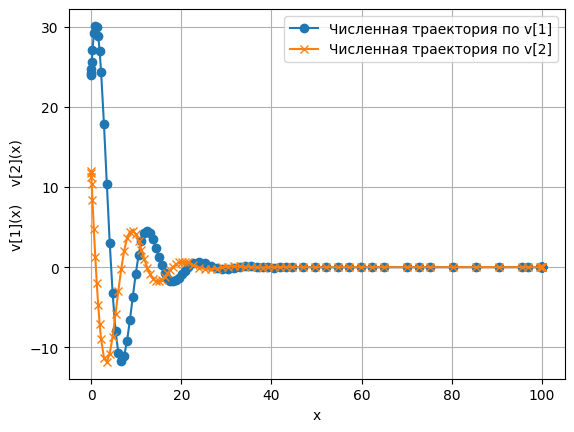 Численная траектория по v[1]
Численная траектория по v[2]
30
20
10
0
−10
v[1](x) v[2](x)
0 20 40 60 80 100
x